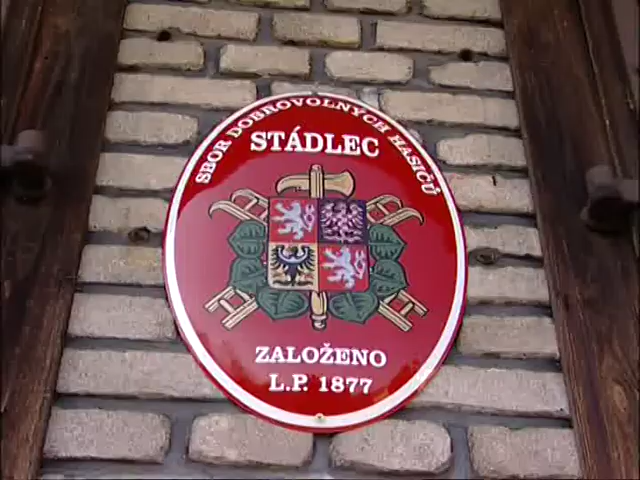 SBOR DOBROVOLNÝCH HASIČŮ
STÁDLEC
ZALOŽENO
L.P. 1877